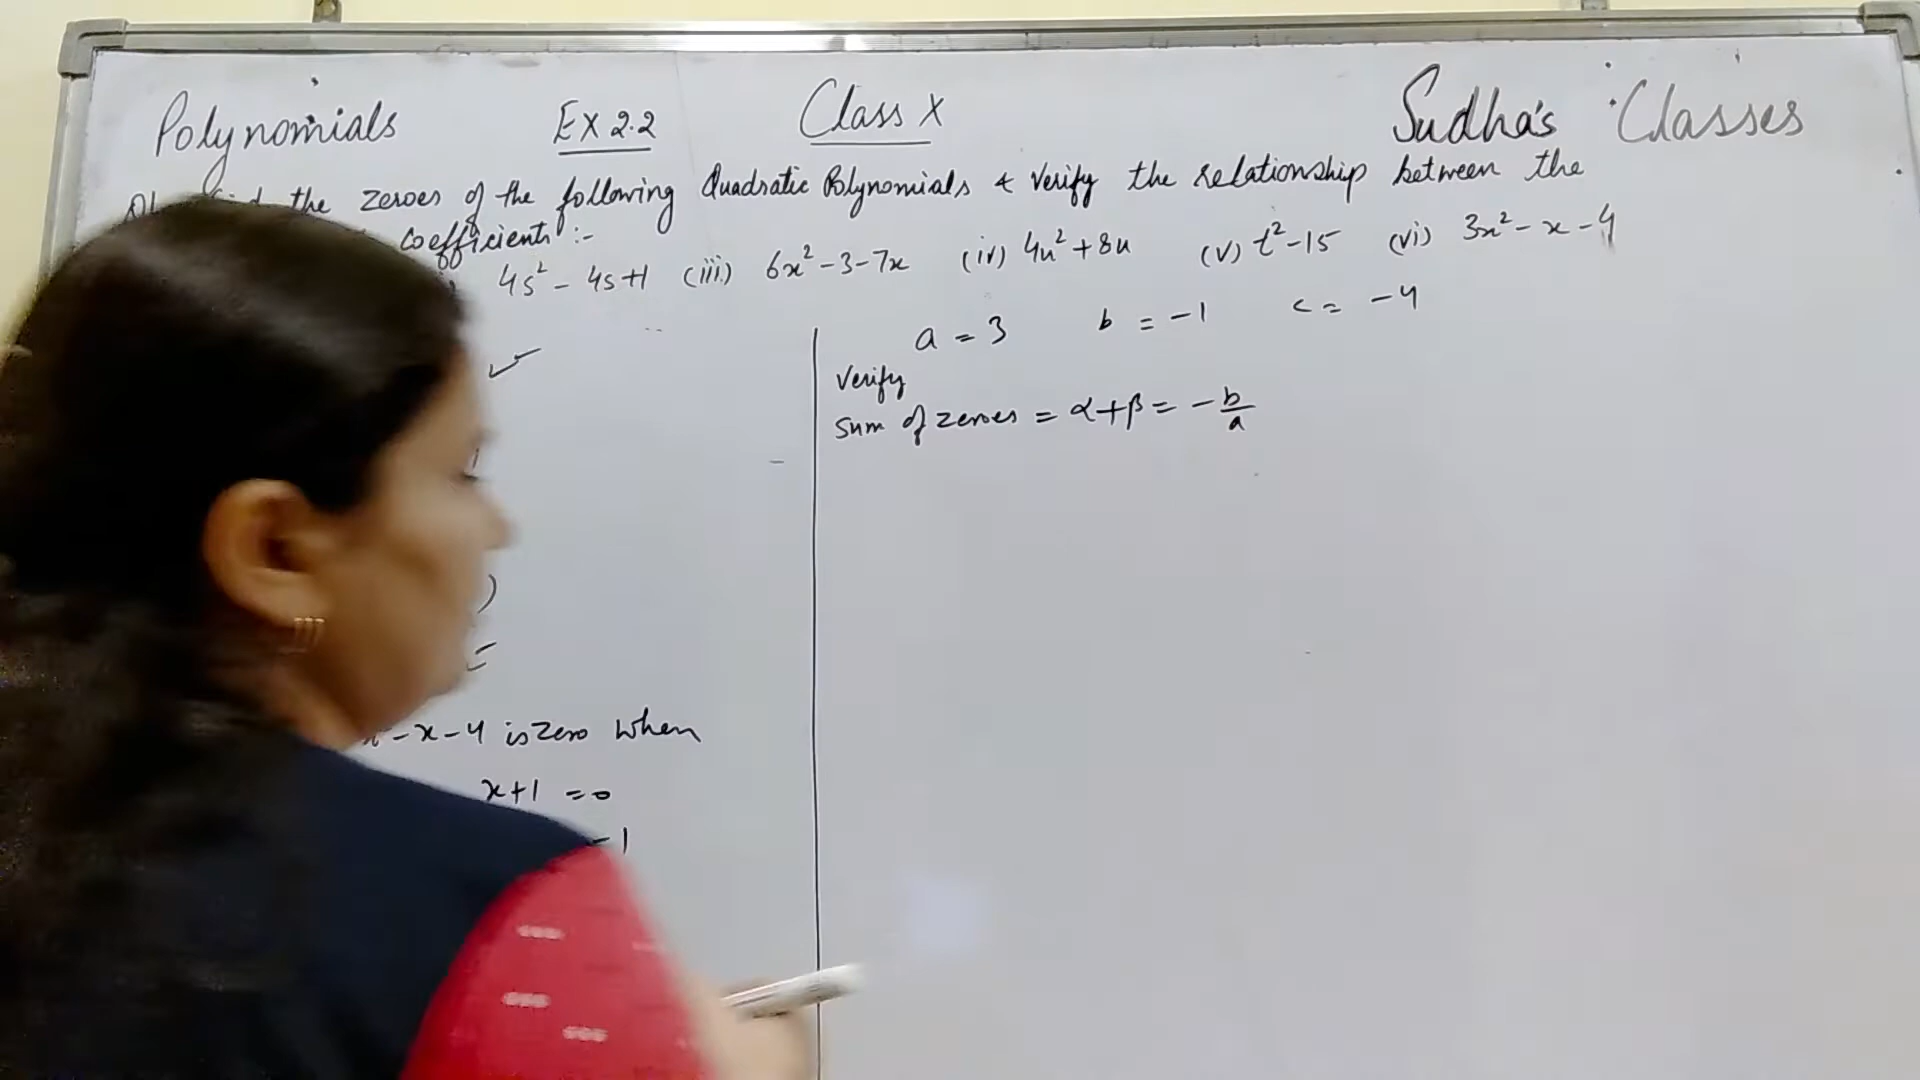 Polynomials Ex 2.2 Class X Sudha's Classes
the zeroes of the following Quadratic Polynomials & Verify the relationship between the
coefficients :-
4s² - 4s+1 (iii) 6x² - 3 - 7x (iv) 4u² + 8u (v) t² - 15 (vi) 3x² - x - 4
a = 3 b = -1 c = -4
Verify
Sum of zeroes = α+β = -b/a
- x - 4 is zero when
x+1 = 0
-1